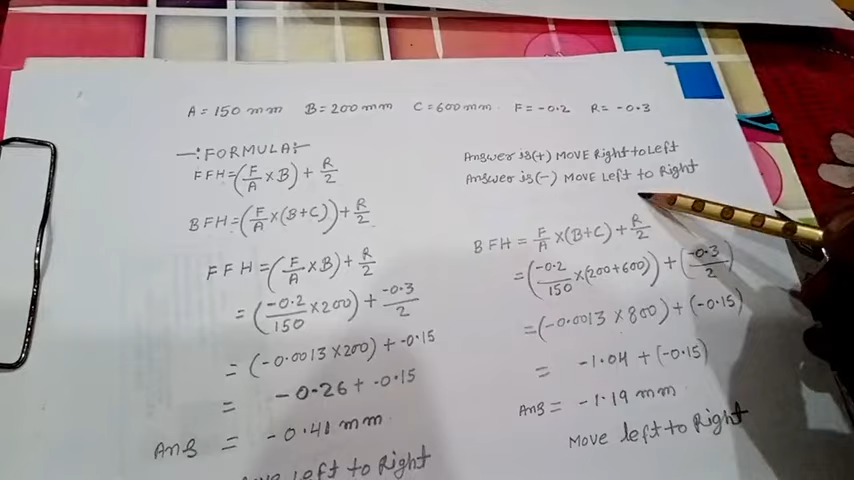 A = 150 mm B = 200 mm C = 600 mm. F = -0.2 R = -0.3
-: FORMULA :-
FFH = (F/A × B) + R/2
BFH = (F/A × (B+C)) + R/2
FFH = (F/A × B) + R/2
= (-0.2/150 × 200) + -0.3/2
= (-0.0013 × 200) + -0.15
= -0.26 + -0.15
Ans = -0.41 mm
Left to Right
Answer is (+) MOVE Right to Left
Answer is (-) MOVE Left to Right
BFH = F/A × (B+C) + R/2
= (-0.2/150 × (200+600)) + (-0.3/2)
= (-0.0013 × 800) + (-0.15)
= -1.04 + (-0.15)
Ans = -1.19 mm
Move left to Right